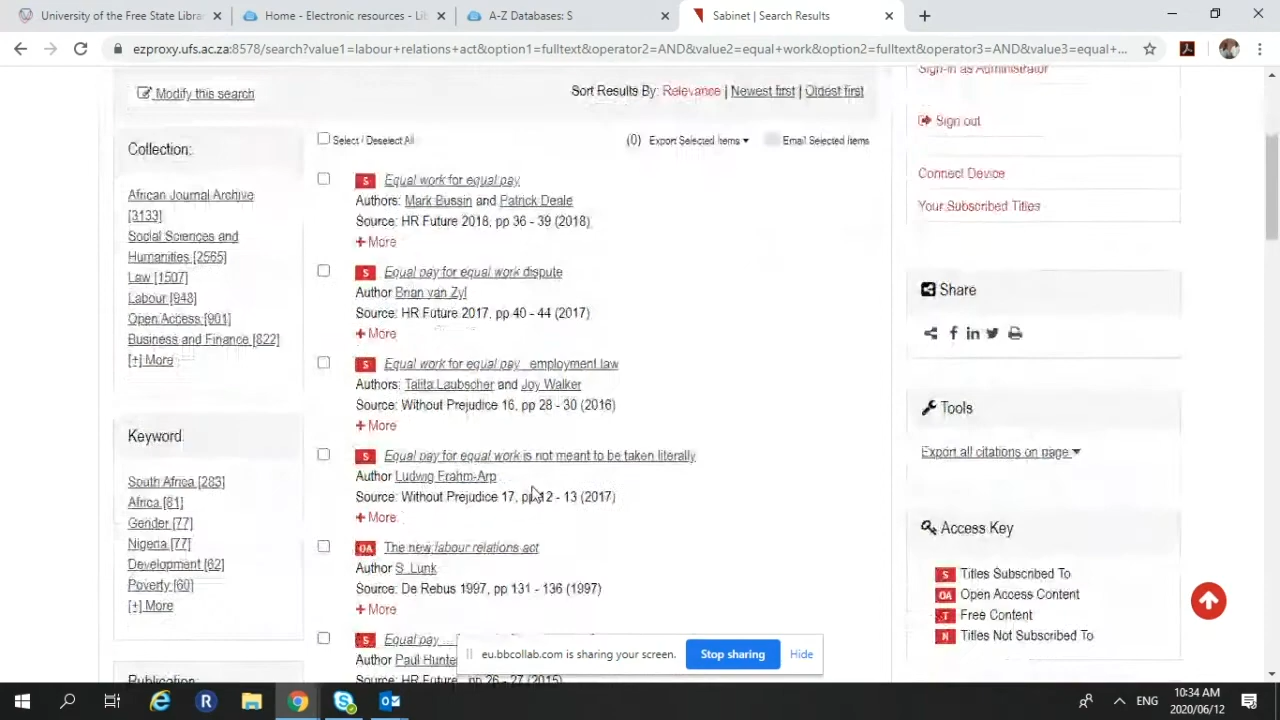 University of the Free State Librar
Home - Electronic resources - Lib
A-Z Databases: S
Sabinet | Search Results
ezproxy.ufs.ac.za:8578/search?value1=labour+relations+act&option1=fulltext&operator2=AND&value2=equal+work&option2=fulltext&operator3=AND&value3=equal+...
Modify this search
Sort Results By: Relevance | Newest first | Oldest first
Sign-in as Administrator
Sign out
Connect Device
Your Subscribed Titles
Collection:
African Journal Archive
[3133]
Social Sciences and
Humanities [2565]
Law [1507]
Labour [948]
Open Access [901]
Business and Finance [822]
[+] More
Keyword:
South Africa [283]
Africa [81]
Gender [77]
Nigeria [77]
Development [62]
Poverty [60]
[+] More
Publication:
Select / Deselect All
(0) Export Selected Items
Email Selected Items
S Equal work for equal pay
Authors: Mark Bussin and Patrick Deale
Source: HR Future 2018, pp 36 - 39 (2018)
+ More
S Equal pay for equal work dispute
Author Brian van Zyl
Source: HR Future 2017, pp 40 - 44 (2017)
+ More
S Equal work for equal pay employment law
Authors: Talita Laubscher and Joy Walker
Source: Without Prejudice 16, pp 28 - 30 (2016)
+ More
S Equal pay for equal work is not meant to be taken literally
Author Ludwig Frahm-Arp
Source: Without Prejudice 17, pp 12 - 13 (2017)
+ More
OA The new labour relations act
Author S. Lunk
Source: De Rebus 1997, pp 131 - 136 (1997)
+ More
S Equal pay ...
Author Paul Hunte
Source: HR Future, pp 26 - 27 (2015)
Share
Tools
Export all citations on page
Access Key
S Titles Subscribed To
OA Open Access Content
T Free Content
N Titles Not Subscribed To
eu.bbcollab.com is sharing your screen.
Stop sharing
Hide
ENG
10:34 AM
2020/06/12